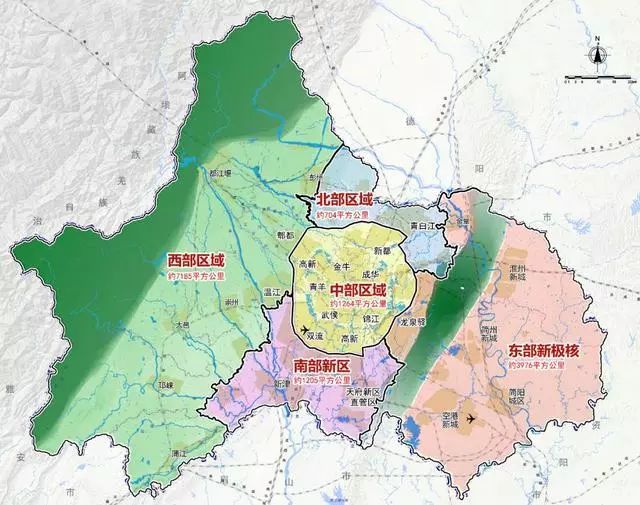 N
阿
坝
藏
族
羌
族
自
治
州
德
阳
市
北部区域
约704平方公里
彭州
都江堰
青白江
金堂
郫都
新都
西部区域
约7185平方公里
高新
金牛
成华
淮州
新城
青羊
中部区域
约1264平方公里
温江
崇州
武侯
锦江
龙泉驿
简州
新城
大邑
双流
高新
东部新极核
约3976平方公里
南部新区
约1205平方公里
邛崃
新津
天府新区
直管区
简阳
城区
空港
新城
雅
安
市
蒲江
眉
山
市
资
阳
市